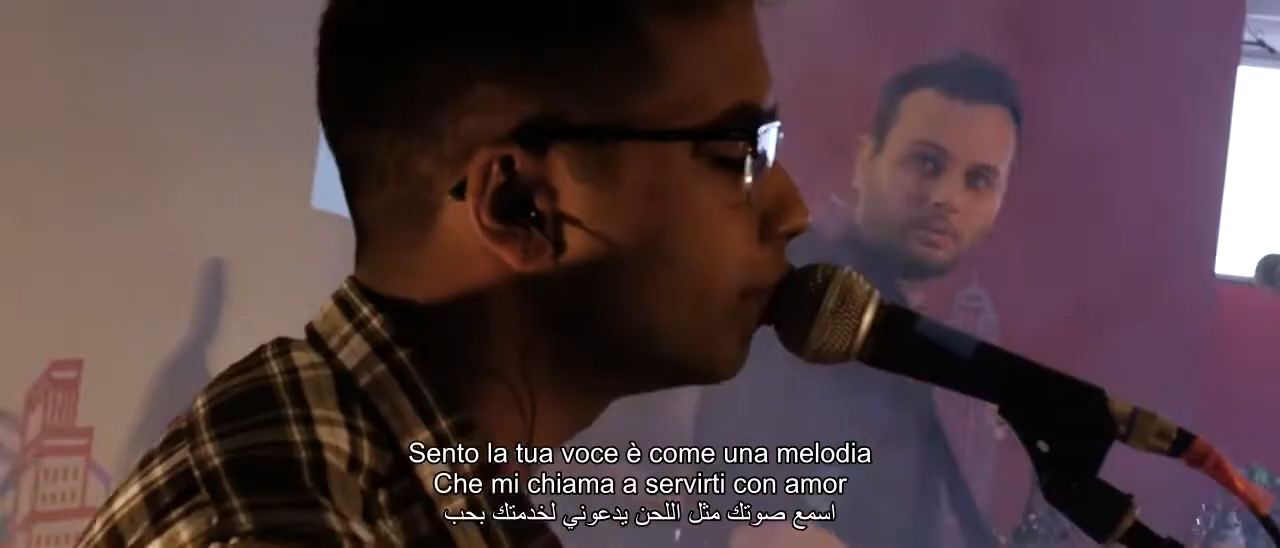 Sento la tua voce è come una melodia
Che mi chiama a servirti con amor
اسمع صوتك مثل اللحن يدعوني لخدمتك بحب